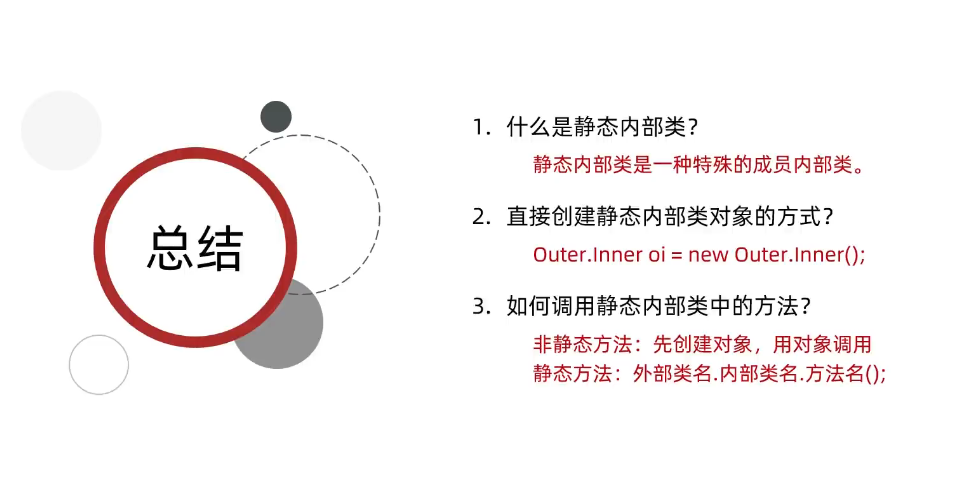 总结
1. 什么是静态内部类？
静态内部类是一种特殊的成员内部类。
2. 直接创建静态内部类对象的方式？
Outer.Inner oi = new Outer.Inner();
3. 如何调用静态内部类中的方法？
非静态方法：先创建对象，用对象调用
静态方法：外部类名.内部类名.方法名();